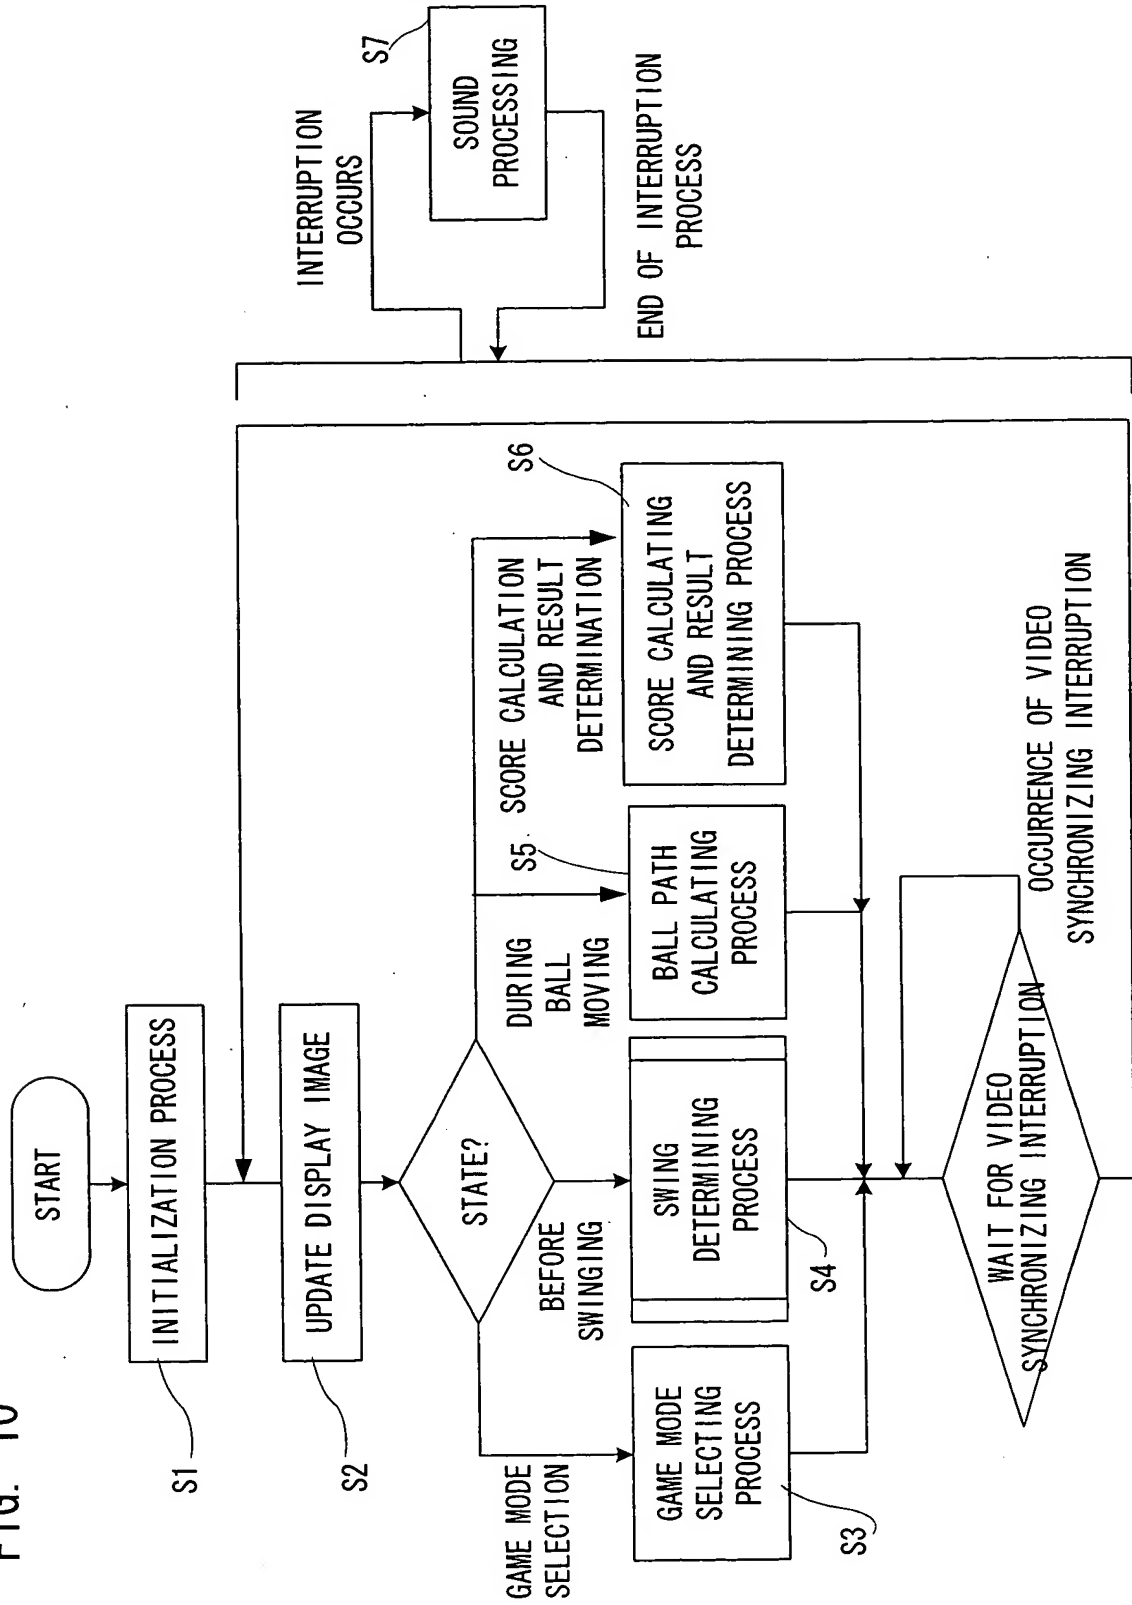 FIG. 10
START
INITIALIZATION PROCESS
S1
UPDATE DISPLAY IMAGE
S2
STATE?
GAME MODE
SELECTION
BEFORE
SWINGING
DURING
BALL
MOVING
SCORE CALCULATION
AND RESULT
DETERMINATION
GAME MODE
SELECTING
PROCESS
S3
SWING
DETERMINING
PROCESS
S4
BALL PATH
CALCULATING
PROCESS
S5
SCORE CALCULATING
AND RESULT
DETERMINING PROCESS
S6
WAIT FOR VIDEO
SYNCHRONIZING INTERRUPTION
OCCURRENCE OF VIDEO
SYNCHRONIZING INTERRUPTION
INTERRUPTION
OCCURS
SOUND
PROCESSING
S7
END OF INTERRUPTION
PROCESS